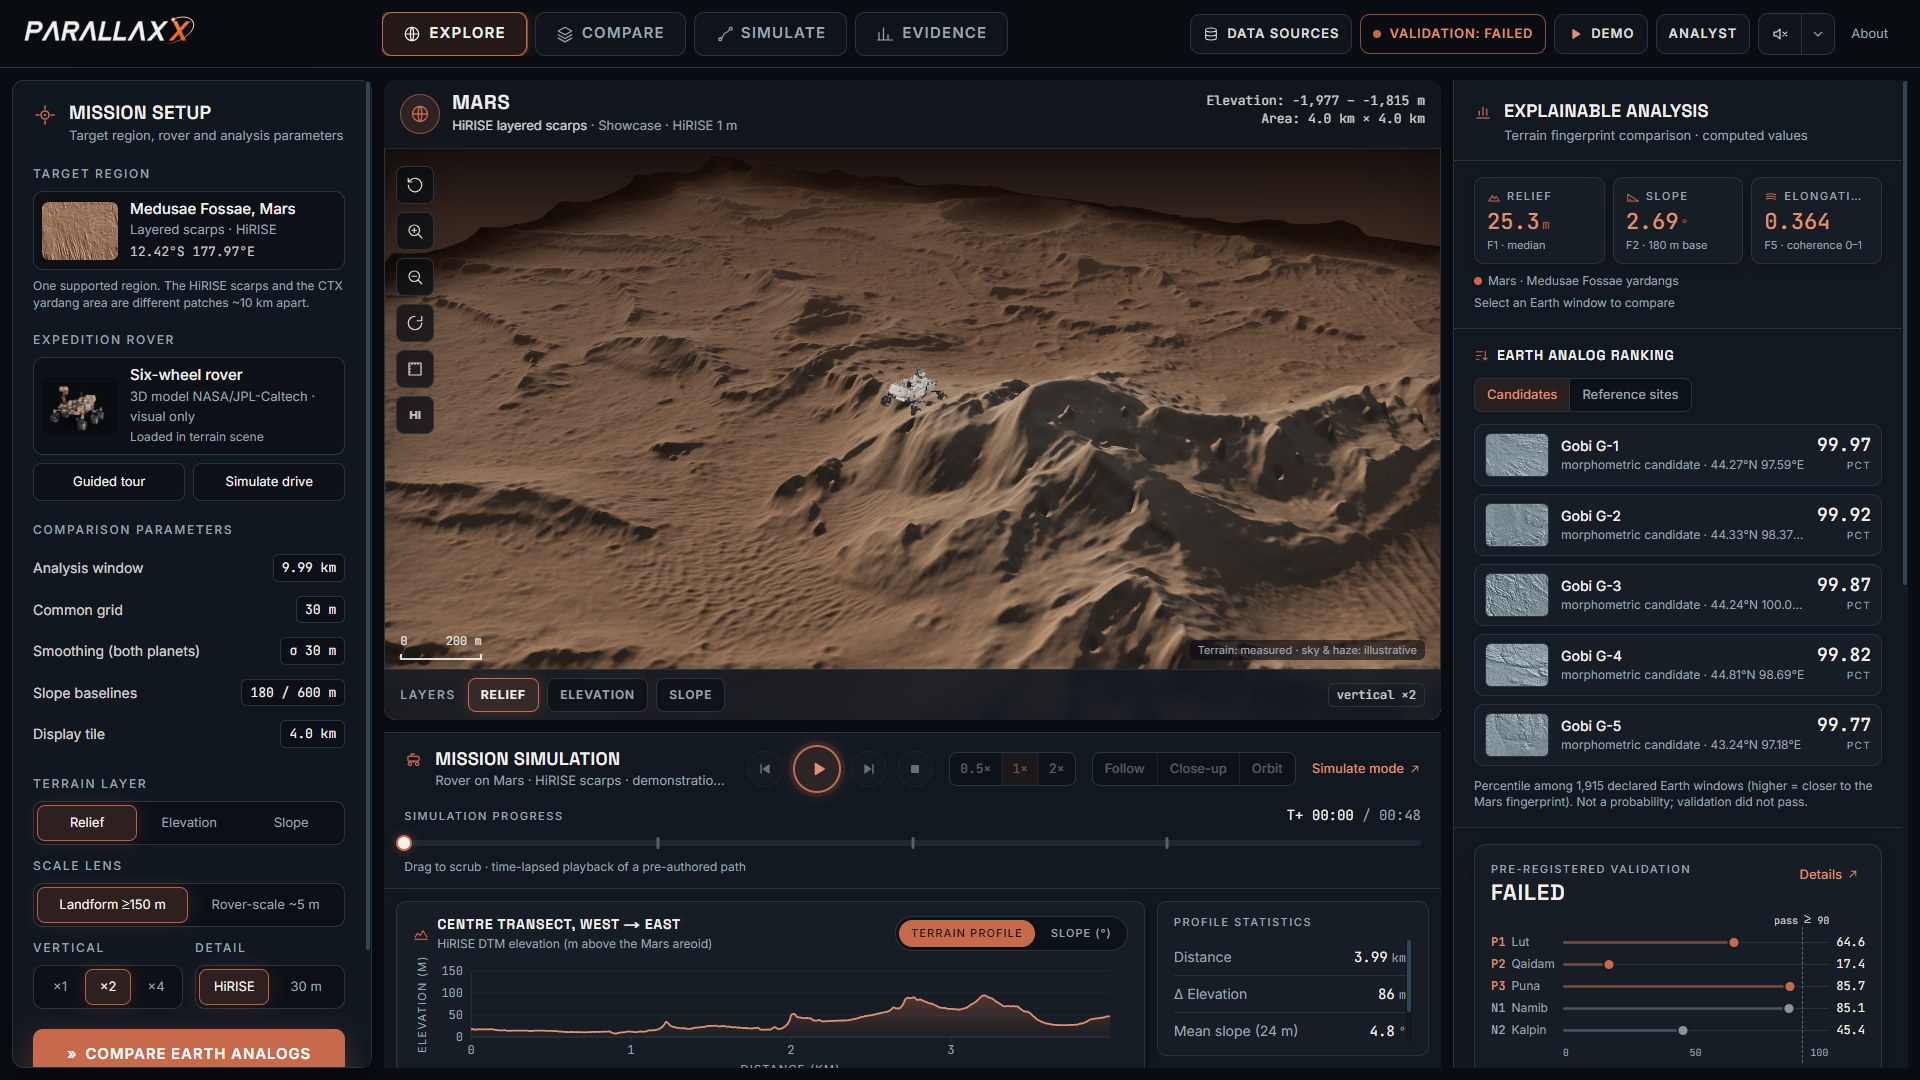 PARALLAXX
EXPLORE
COMPARE
SIMULATE
EVIDENCE
DATA SOURCES
VALIDATION: FAILED
DEMO
ANALYST
About
MISSION SETUP
Target region, rover and analysis parameters
TARGET REGION
Medusae Fossae, Mars
Layered scarps · HiRISE
12.42°S 177.97°E
One supported region. The HiRISE scarps and the CTX
yardang area are different patches ~10 km apart.
EXPEDITION ROVER
Six-wheel rover
3D model NASA/JPL-Caltech ·
visual only
Loaded in terrain scene
Guided tour
Simulate drive
COMPARISON PARAMETERS
Analysis window 9.99 km
Common grid 30 m
Smoothing (both planets) σ 30 m
Slope baselines 180 / 600 m
Display tile 4.0 km
TERRAIN LAYER
Relief Elevation Slope
SCALE LENS
Landform ≥150 m Rover-scale ~5 m
VERTICAL DETAIL
×1 ×2 ×4 HiRISE 30 m
» COMPARE EARTH ANALOGS
MARS
HiRISE layered scarps · Showcase · HiRISE 1 m
Elevation: -1,977 – -1,815 m
Area: 4.0 km × 4.0 km
HI
0 200 m
Terrain: measured · sky & haze: illustrative
LAYERS RELIEF ELEVATION SLOPE
vertical ×2
MISSION SIMULATION
Rover on Mars · HiRISE scarps · demonstratio...
0.5× 1× 2×
Follow Close-up Orbit
Simulate mode ↗
SIMULATION PROGRESS
T+ 00:00 / 00:48
Drag to scrub · time-lapsed playback of a pre-authored path
CENTRE TRANSECT, WEST → EAST
HiRISE DTM elevation (m above the Mars areoid)
TERRAIN PROFILE SLOPE (°)
ELEVATION (M)
150
100
50
0
0 1 2 3
DISTANCE (KM)
PROFILE STATISTICS
Distance 3.99 km
Δ Elevation 86 m
Mean slope (24 m) 4.8 °
EXPLAINABLE ANALYSIS
Terrain fingerprint comparison · computed values
RELIEF
25.3 m
F1 · median
SLOPE
2.69 °
F2 · 180 m base
ELONGATI...
0.364
F5 · coherence 0–1
Mars · Medusae Fossae yardangs
Select an Earth window to compare
EARTH ANALOG RANKING
Candidates Reference sites
Gobi G-1 99.97
morphometric candidate · 44.27°N 97.59°E PCT
Gobi G-2 99.92
morphometric candidate · 44.33°N 98.37... PCT
Gobi G-3 99.87
morphometric candidate · 44.24°N 100.0... PCT
Gobi G-4 99.82
morphometric candidate · 44.81°N 98.69°E PCT
Gobi G-5 99.77
morphometric candidate · 43.24°N 97.18°E PCT
Percentile among 1,915 declared Earth windows (higher = closer to the
Mars fingerprint). Not a probability; validation did not pass.
PRE-REGISTERED VALIDATION
FAILED
Details ↗
pass ≥ 90
P1 Lut 64.6
P2 Qaidam 17.4
P3 Puna 85.7
N1 Namib 85.1
N2 Kalpin 45.4
0 50 100